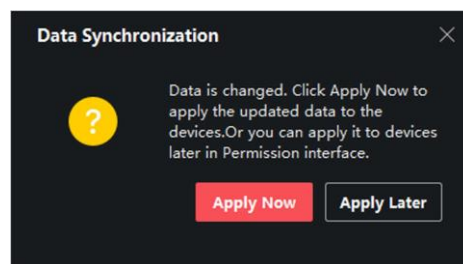 Data Synchronization
Data is changed. Click Apply Now to
apply the updated data to the
devices.Or you can apply it to devices
later in Permission interface.
Apply Now
Apply Later